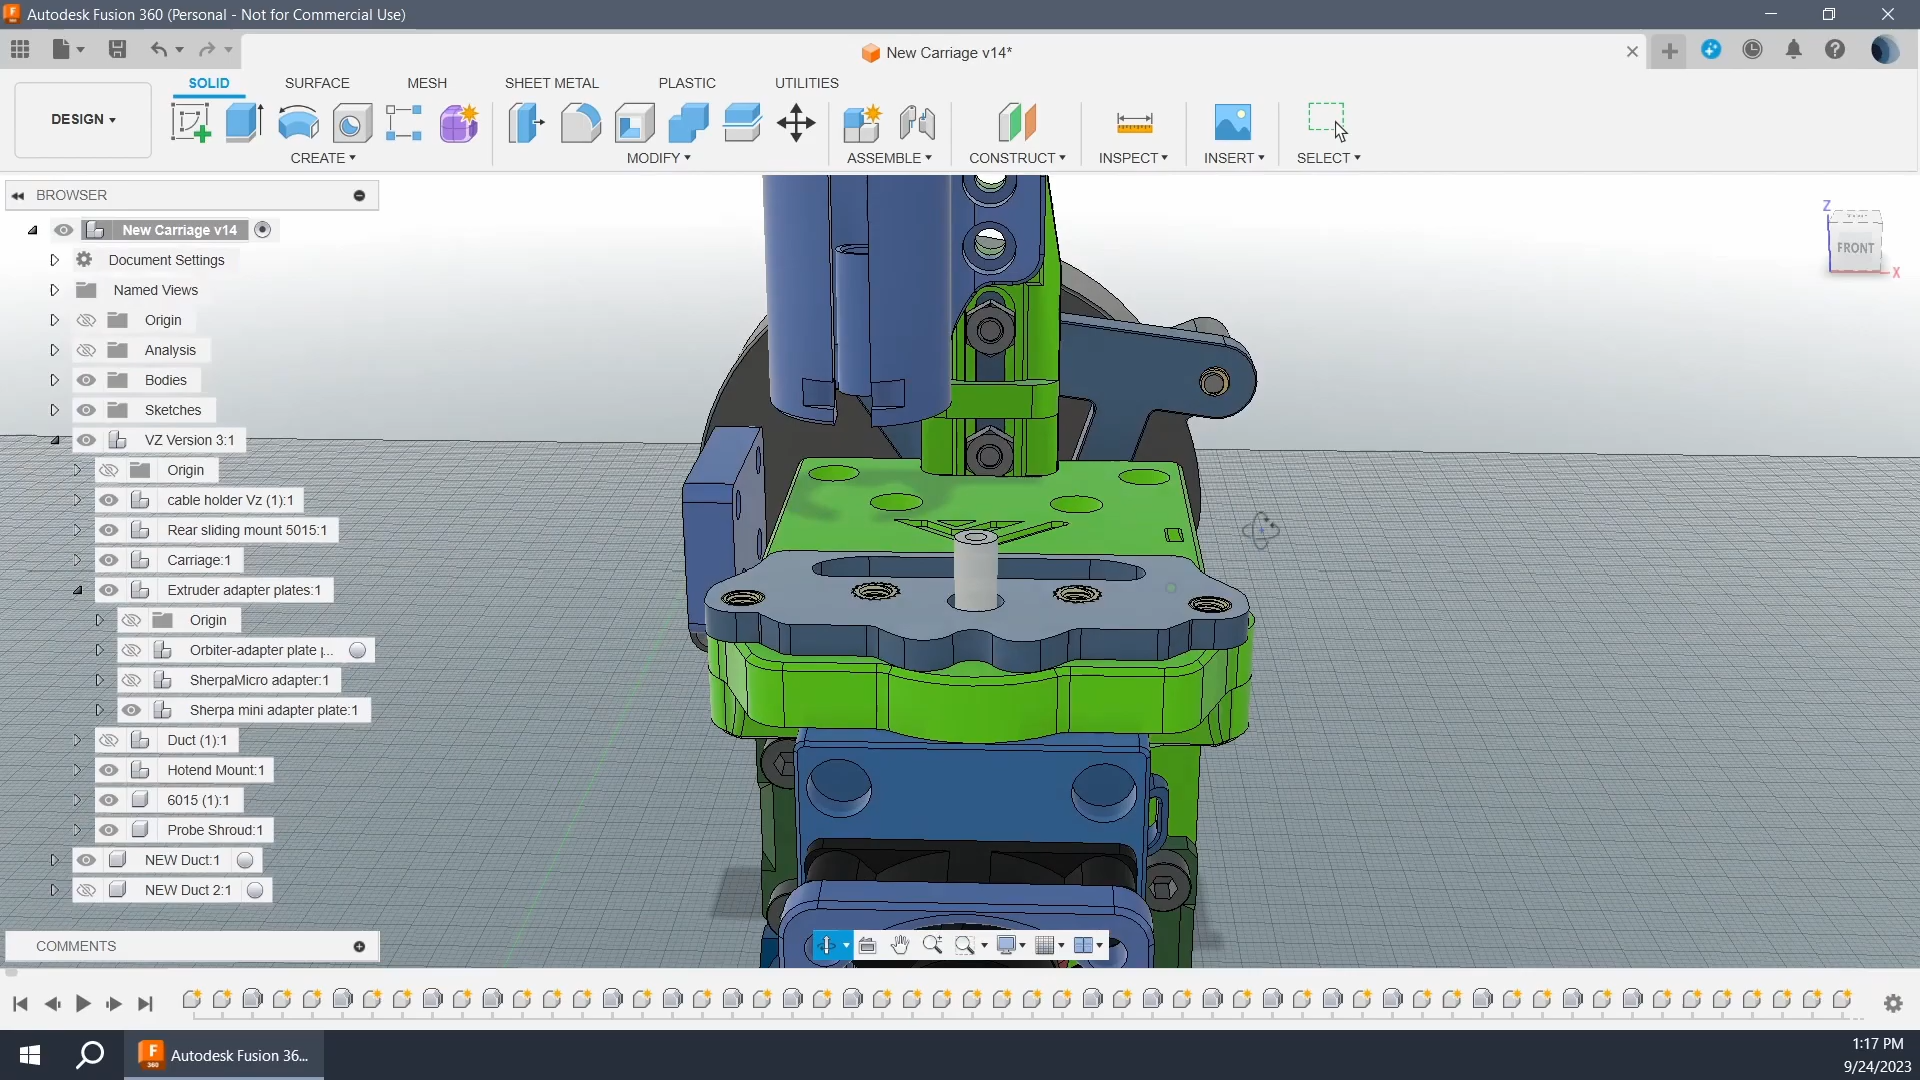 Autodesk Fusion 360 (Personal - Not for Commercial Use)
New Carriage v14*
DESIGN
SOLID
SURFACE
MESH
SHEET METAL
PLASTIC
UTILITIES
CREATE
MODIFY
ASSEMBLE
CONSTRUCT
INSPECT
INSERT
SELECT
BROWSER
New Carriage v14
Document Settings
Named Views
Origin
Analysis
Bodies
Sketches
VZ Version 3:1
Origin
cable holder Vz (1):1
Rear sliding mount 5015:1
Carriage:1
Extruder adapter plates:1
Origin
Orbiter-adapter plate p...
SherpaMicro adapter:1
Sherpa mini adapter plate:1
Duct (1):1
Hotend Mount:1
6015 (1):1
Probe Shroud:1
NEW Duct:1
NEW Duct 2:1
Z
FRONT
X
COMMENTS
F
360
Autodesk Fusion 36...
1:17 PM
9/24/2023